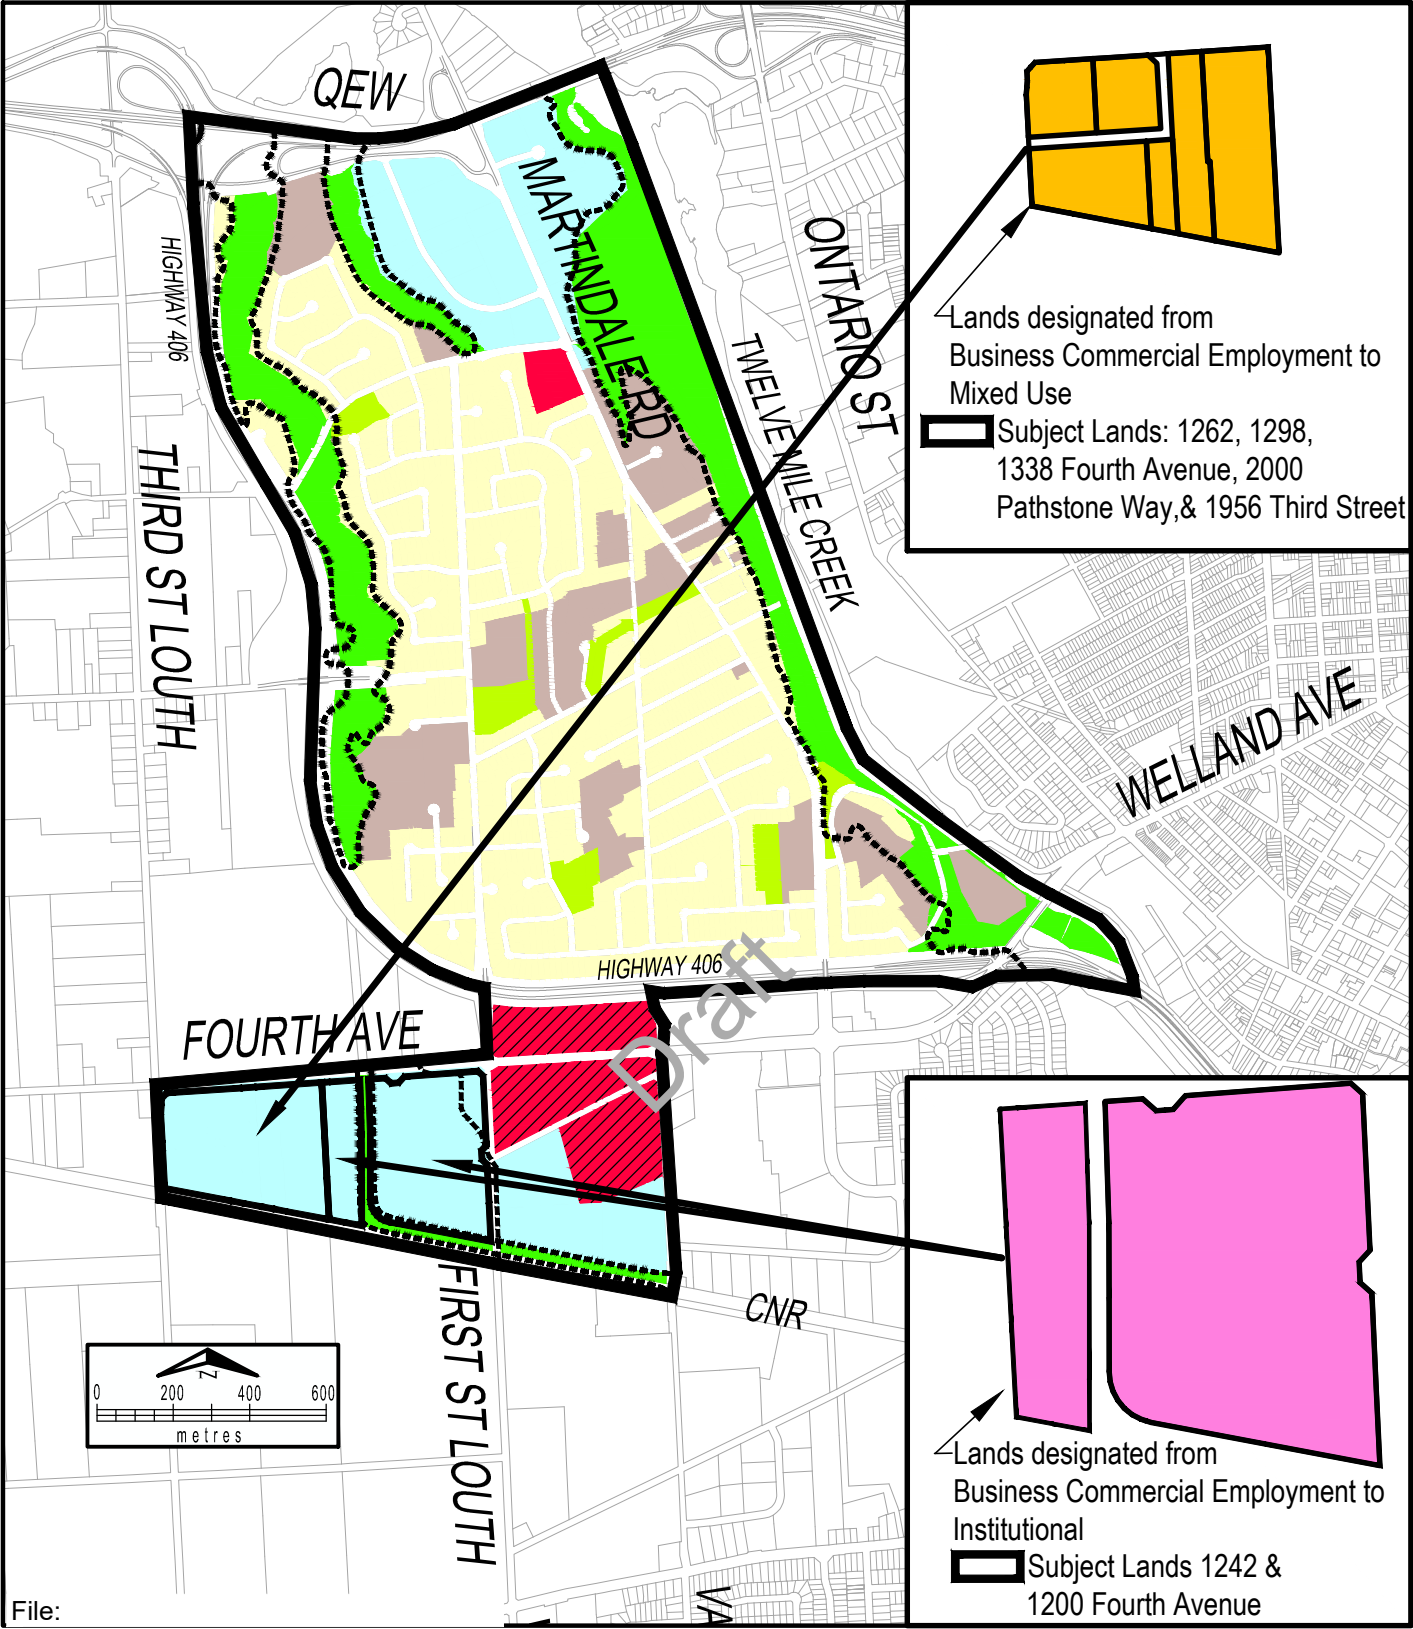 QEW
MARTINDALE RD
HIGHWAY 406
ONTARIO ST
TWELVE MILE CREEK
THIRD ST LOUTH
WELLAND AVE
HIGHWAY 406
FOURTH AVE
Draft
CNR
FIRST ST LOUTH
VA
N
0 200 400 600
metres
File:
Lands designated from
Business Commercial Employment to
Mixed Use
Subject Lands: 1262, 1298,
1338 Fourth Avenue, 2000
Pathstone Way,& 1956 Third Street
Lands designated from
Business Commercial Employment to
Institutional
Subject Lands 1242 &
1200 Fourth Avenue